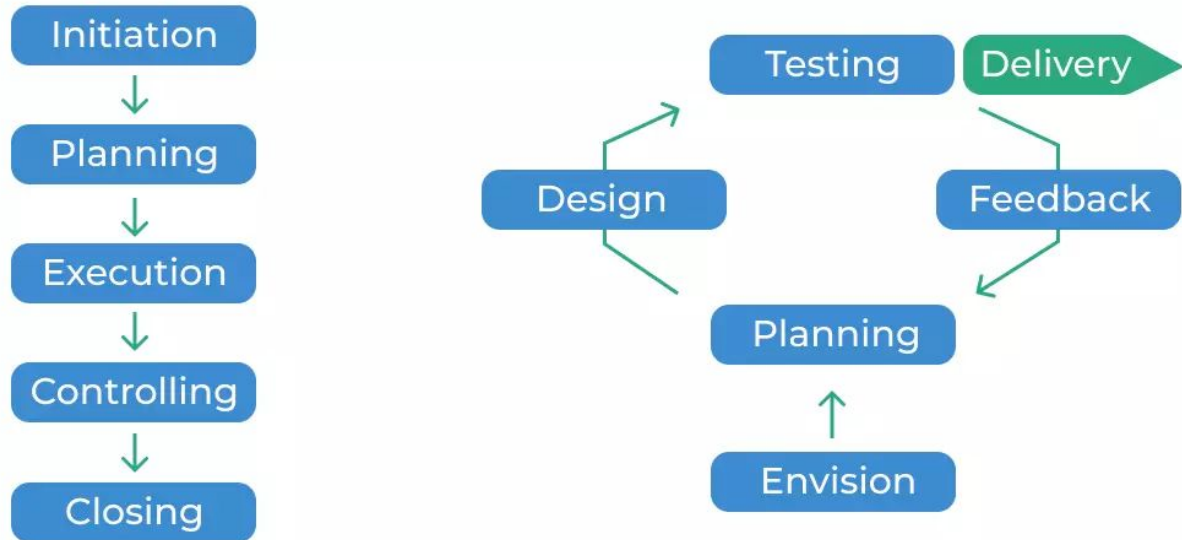 Initiation
Planning
Execution
Controlling
Closing
Testing
Delivery
Design
Feedback
Planning
Envision